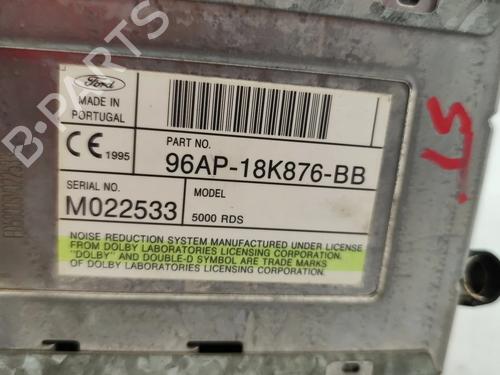 Ford
MADE IN
PORTUGAL
CE 1995
PART NO.
96AP-18K876-BB
SERIAL NO.
M022533
MODEL
5000 RDS
NOISE REDUCTION SYSTEM MANUFACTURED UNDER LICENSE
FROM DOLBY LABORATORIES LICENSING CORPORATION.
"DOLBY" AND DOUBLE-D SYMBOL ARE TRADE MARKS
OF DOLBY LABORATORIES LICENSING CORPORATION.
B-PARTS